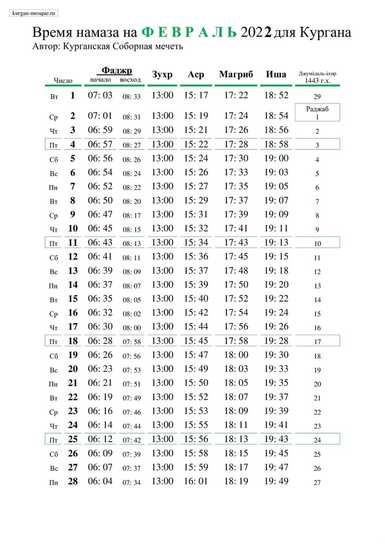 kurgan-mosque.ru
Время намаза на Ф Е В Р А Л Ь 2022 для Кургана
Автор: Курганская Соборная мечеть
Число Фаджр начало восход Зухр Аср Магриб Иша Джумадаль-ахир 1443 г.х.
Вт 1 07: 03 08: 33 13:00 15: 17 17: 22 18: 52 29
Раджаб
Ср 2 07: 01 08: 31 13:00 15: 19 17: 24 18: 54 1
Чт 3 06: 59 08: 29 13:00 15: 21 17: 26 18: 56 2
Пт 4 06: 57 08: 27 13:00 15: 22 17: 28 18: 58 3
Сб 5 06: 56 08: 26 13:00 15: 24 17: 30 19: 00 4
Вс 6 06: 54 08: 24 13:00 15: 26 17: 33 19: 03 5
Пн 7 06: 52 08: 22 13:00 15: 27 17: 35 19: 05 6
Вт 8 06: 50 08: 20 13:00 15: 29 17: 37 19: 07 7
Ср 9 06: 47 08: 17 13:00 15: 31 17: 39 19: 09 8
Чт 10 06: 45 08: 15 13:00 15: 32 17: 41 19: 11 9
Пт 11 06: 43 08: 13 13:00 15: 34 17: 43 19: 13 10
Сб 12 06: 41 08: 11 13:00 15: 36 17: 45 19: 15 11
Вс 13 06: 39 08: 09 13:00 15: 37 17: 48 19: 18 12
Пн 14 06: 37 08: 07 13:00 15: 39 17: 50 19: 20 13
Вт 15 06: 35 08: 05 13:00 15: 40 17: 52 19: 22 14
Ср 16 06: 32 08: 02 13:00 15: 42 17: 54 19: 24 15
Чт 17 06: 30 08: 00 13:00 15: 44 17: 56 19: 26 16
Пт 18 06: 28 07: 58 13:00 15: 45 17: 58 19: 28 17
Сб 19 06: 26 07: 56 13:00 15: 47 18: 00 19: 30 18
Вс 20 06: 23 07: 53 13:00 15: 49 18: 03 19: 33 19
Пн 21 06: 21 07: 51 13:00 15: 50 18: 05 19: 35 20
Вт 22 06: 19 07: 49 13:00 15: 52 18: 07 19: 37 21
Ср 23 06: 16 07: 46 13:00 15: 53 18: 09 19: 39 22
Чт 24 06: 14 07: 44 13:00 15: 55 18: 11 19: 41 23
Пт 25 06: 12 07: 42 13:00 15: 56 18: 13 19: 43 24
Сб 26 06: 09 07: 39 13:00 15: 58 18: 15 19: 45 26
Вс 27 06: 07 07: 37 13:00 15: 59 18: 17 19: 47 26
Пн 28 06: 04 07: 34 13:00 16: 01 18: 19 19: 49 27